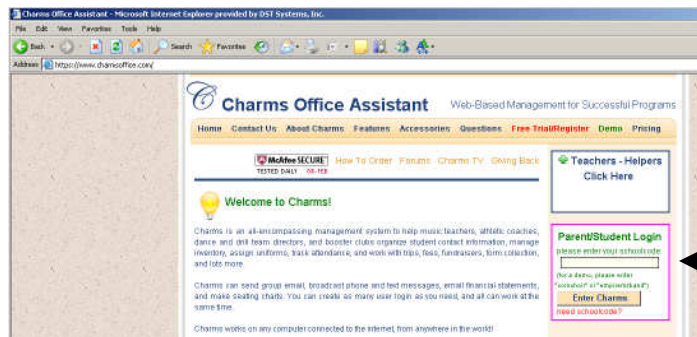 Charms Office Assistant - Microsoft Internet Explorer provided by DST Systems, Inc.
File Edit View Favorites Tools Help
Back Search Favorites
Address https://www.charmsoffice.com/
Charms Office Assistant Web-Based Management for Successful Programs
Home Contact Us About Charms Features Accessories Questions Free Trial/Register Demo Pricing
McAfee SECURE How To Order Forums Charms TV Giving Back
TESTED DAILY 08-FEB
Teachers - Helpers
Click Here
Welcome to Charms!
Charms is an all-encompassing management system to help music teachers, athletic coaches,
dance and drill team directors, and booster clubs organize student contact information, manage
inventory, assign uniforms, track attendance, and work with trips, fees, fundraisers, form collection,
and lots more.
Charms can send group email, broadcast phone and text messages, email financial statements,
and make seating charts. You can create as many user login as you need, and all can work at the
same time.
Charms works on any computer connected to the internet, from anywhere in the world!
Parent/Student Login
please enter your schoolcode:
(for a demo, please enter
Enter Charms
need schoolcode?